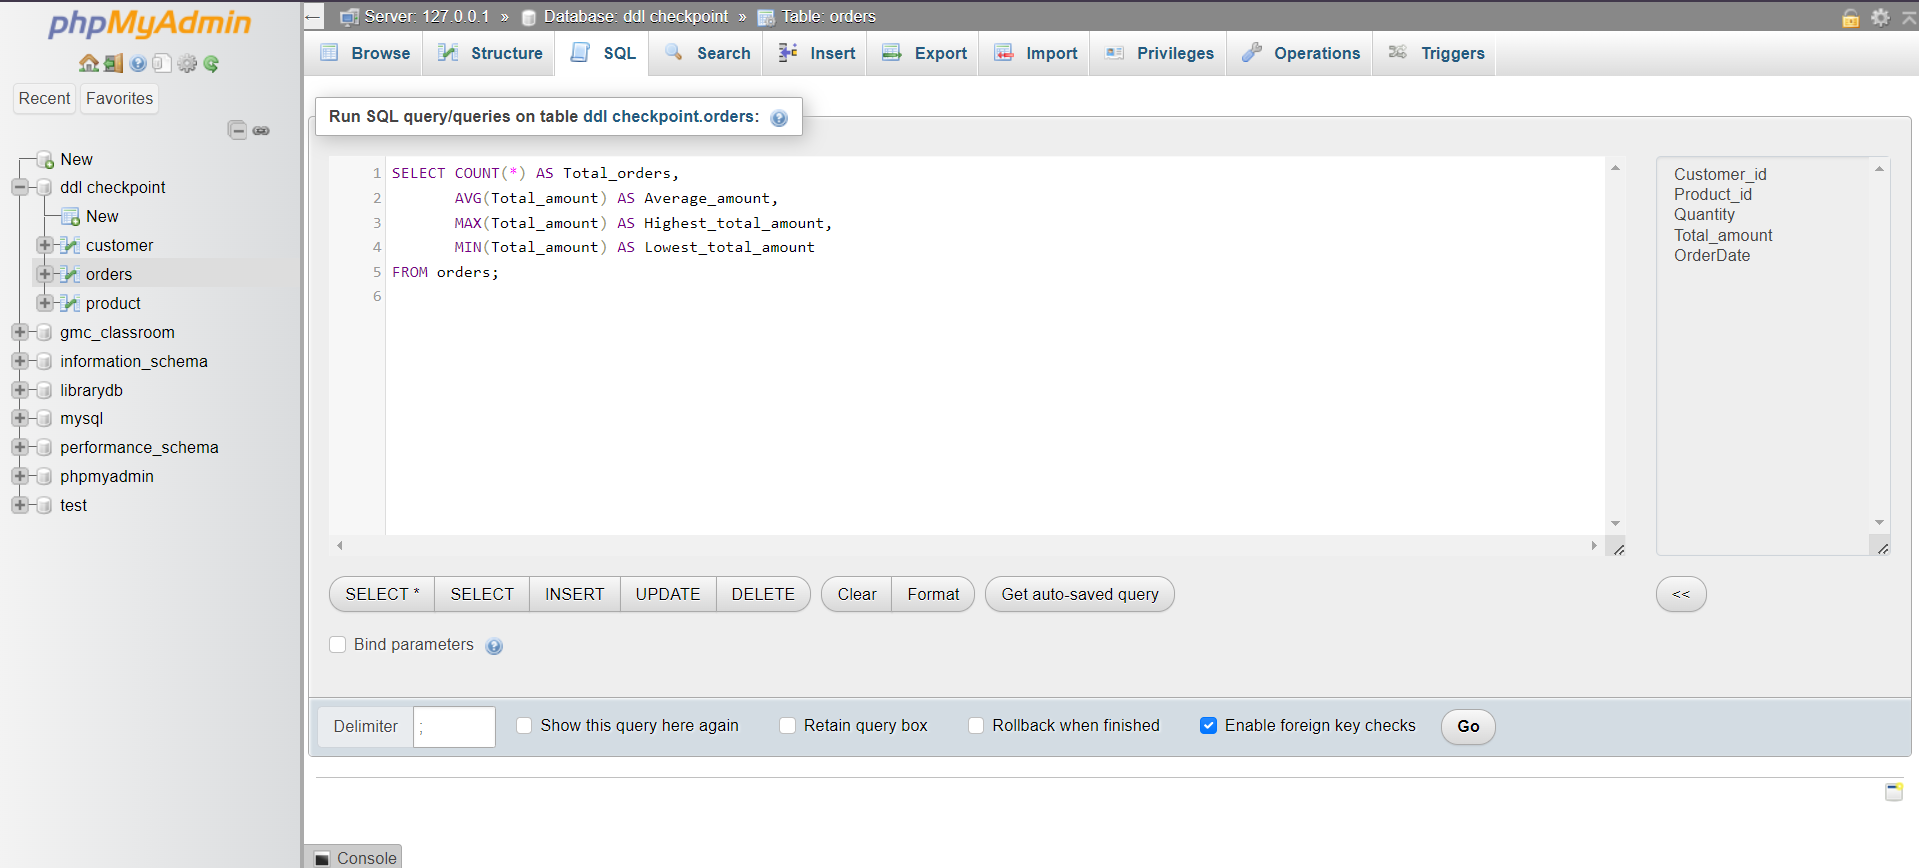 phpMyAdmin
Recent Favorites
New
ddl checkpoint
New
customer
orders
product
gmc_classroom
information_schema
librarydb
mysql
performance_schema
phpmyadmin
test
Server: 127.0.0.1 » Database: ddl checkpoint » Table: orders
Browse Structure SQL Search Insert Export Import Privileges Operations Triggers
Run SQL query/queries on table ddl checkpoint.orders:
1 SELECT COUNT(*) AS Total_orders,
2 AVG(Total_amount) AS Average_amount,
3 MAX(Total_amount) AS Highest_total_amount,
4 MIN(Total_amount) AS Lowest_total_amount
5 FROM orders;
6
Customer_id
Product_id
Quantity
Total_amount
OrderDate
SELECT * SELECT INSERT UPDATE DELETE Clear Format Get auto-saved query <<
Bind parameters
Delimiter ; Show this query here again Retain query box Rollback when finished Enable foreign key checks Go
Console